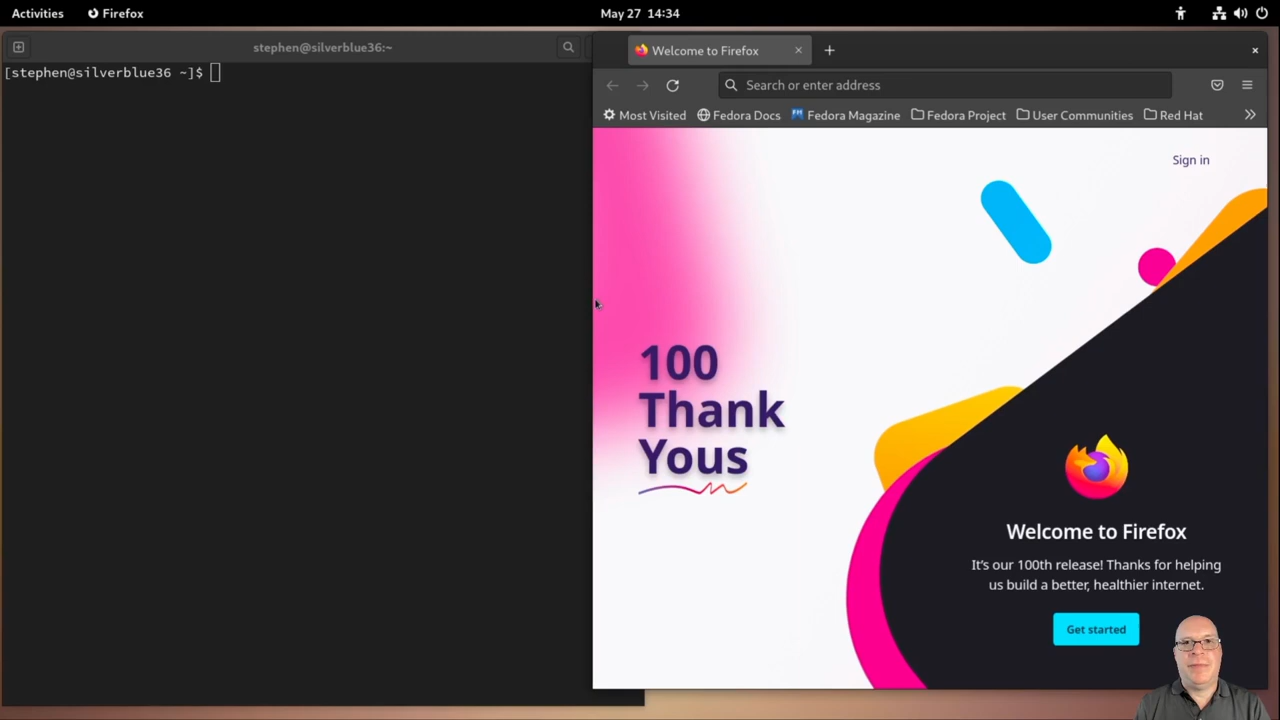 Activities Firefox May 27 14:34
stephen@silverblue36:~
[stephen@silverblue36 ~]$
Welcome to Firefox
Search or enter address
Most Visited Fedora Docs Fedora Magazine Fedora Project User Communities Red Hat
Sign in
100
Thank
Yous
Welcome to Firefox
It's our 100th release! Thanks for helping
us build a better, healthier internet.
Get started